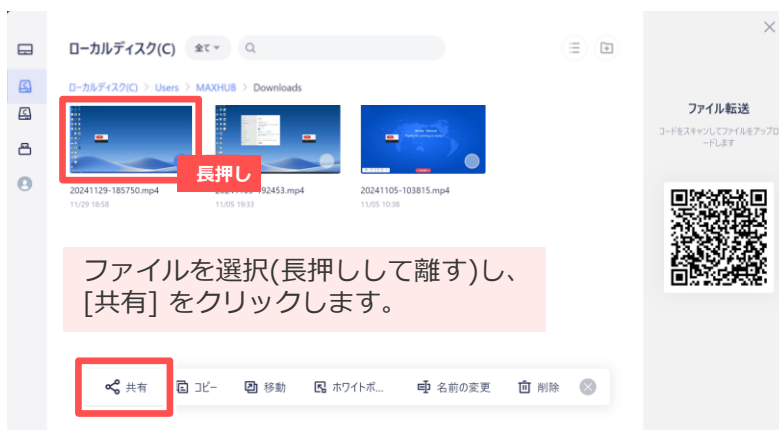 ローカルディスク(C) 全て
ローカルディスク(C) > Users > MAXHUB > Downloads
長押し
20241129-185750.mp4
92453.mp4
20241105-103815.mp4
11/29 18:58
11/05 19:33
11/05 10:38
ファイルを選択(長押しして離す)し、
[共有] をクリックします。
共有 コピー 移動 ホワイトボ... 名前の変更 削除
ファイル転送
コードをスキャンしてファイルをアップロ
ードします